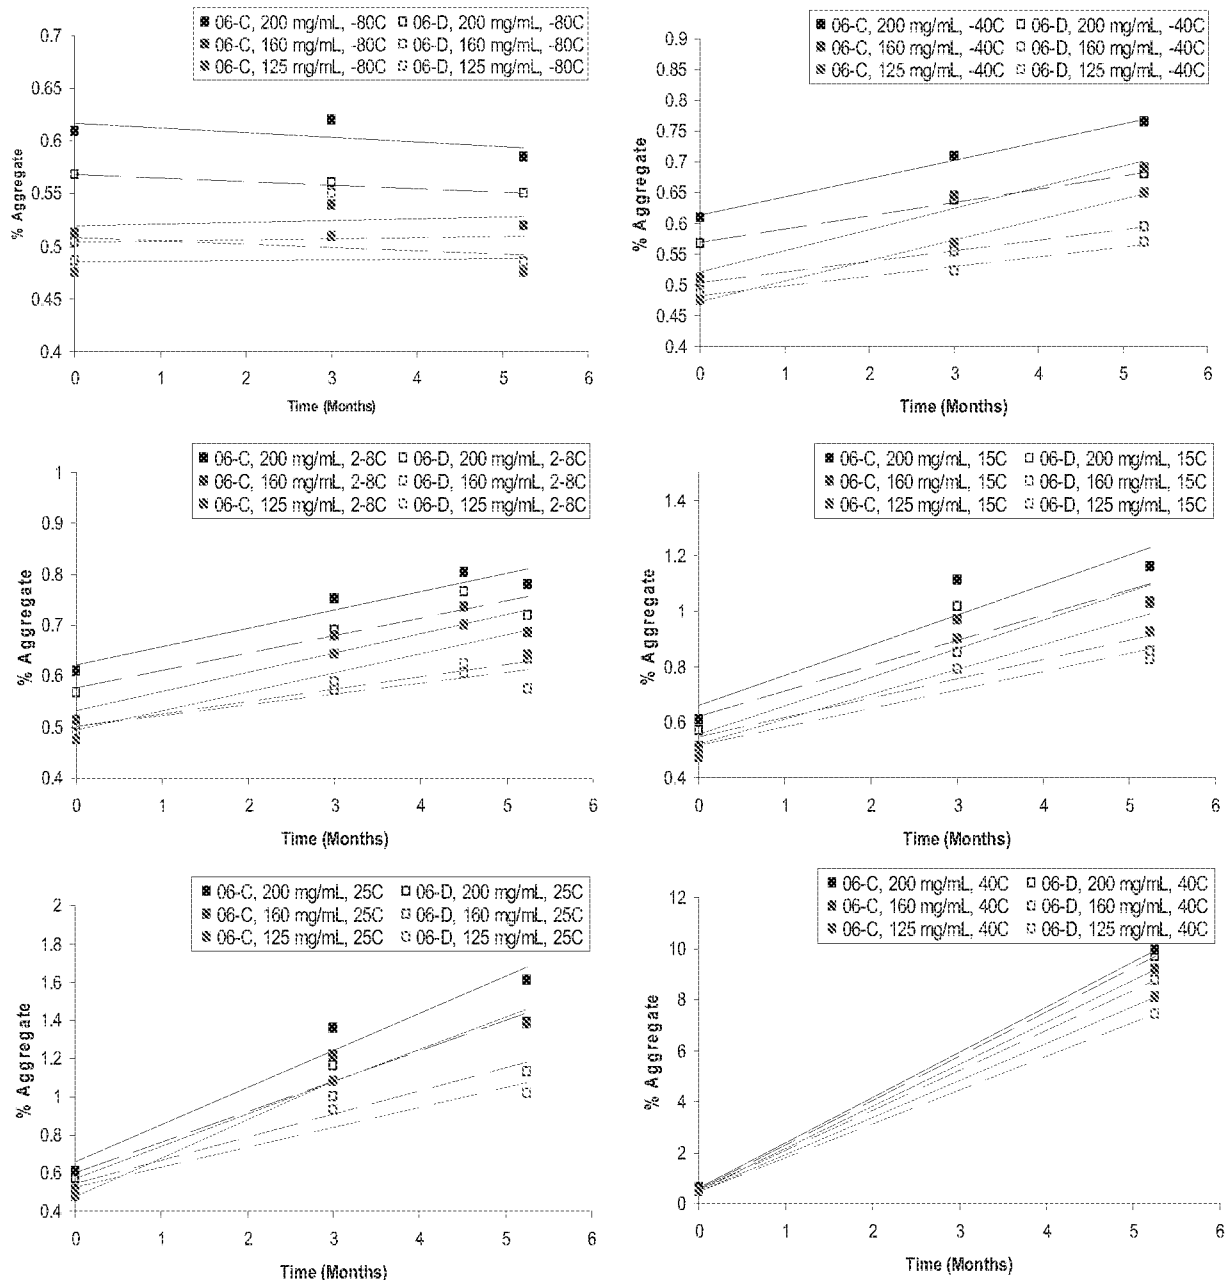 06-C, 200 mg/mL, -80C 06-D, 200 mg/mL, -80C
06-C, 160 mg/mL, -80C 06-D, 160 mg/mL, -80C
06-C, 125 mg/mL, -80C 06-D, 125 mg/mL, -80C
0.7
0.65
0.6
0.55
0.5
0.45
0.4
% Aggregate
0 1 2 3 4 5 6
Time (Months)
06-C, 200 mg/mL, -40C 06-D, 200 mg/mL, -40C
06-C, 160 mg/mL, -40C 06-D, 160 mg/mL, -40C
06-C, 125 mg/mL, -40C 06-D, 125 mg/mL, -40C
0.9
0.85
0.8
0.75
0.7
0.65
0.6
0.55
0.5
0.45
0.4
% Aggregate
0 1 2 3 4 5 6
Time (Months)
06-C, 200 mg/mL, 2-8C 06-D, 200 mg/mL, 2-8C
06-C, 160 mg/mL, 2-8C 06-D, 160 mg/mL, 2-8C
06-C, 125 mg/mL, 2-8C 06-D, 125 mg/mL, 2-8C
1
0.9
0.8
0.7
0.6
0.5
0.4
% Aggregate
0 1 2 3 4 5 6
Time (Months)
06-C, 200 mg/mL, 15C 06-D, 200 mg/mL, 15C
06-C, 160 mg/mL, 15C 06-D, 160 mg/mL, 15C
06-C, 125 mg/mL, 15C 06-D, 125 mg/mL, 15C
1.4
1.2
1
0.8
0.6
0.4
% Aggregate
0 1 2 3 4 5 6
Time (Months)
06-C, 200 mg/mL, 25C 06-D, 200 mg/mL, 25C
06-C, 160 mg/mL, 25C 06-D, 160 mg/mL, 25C
06-C, 125 mg/mL, 25C 06-D, 125 mg/mL, 25C
2
1.8
1.6
1.4
1.2
1
0.8
0.6
0.4
% Aggregate
0 1 2 3 4 5 6
Time (Months)
06-C, 200 mg/mL, 40C 06-D, 200 mg/mL, 40C
06-C, 160 mg/mL, 40C 06-D, 160 mg/mL, 40C
06-C, 125 mg/mL, 40C 06-D, 125 mg/mL, 40C
12
10
8
6
4
2
0
% Aggregate
0 1 2 3 4 5 6
Time (Months)